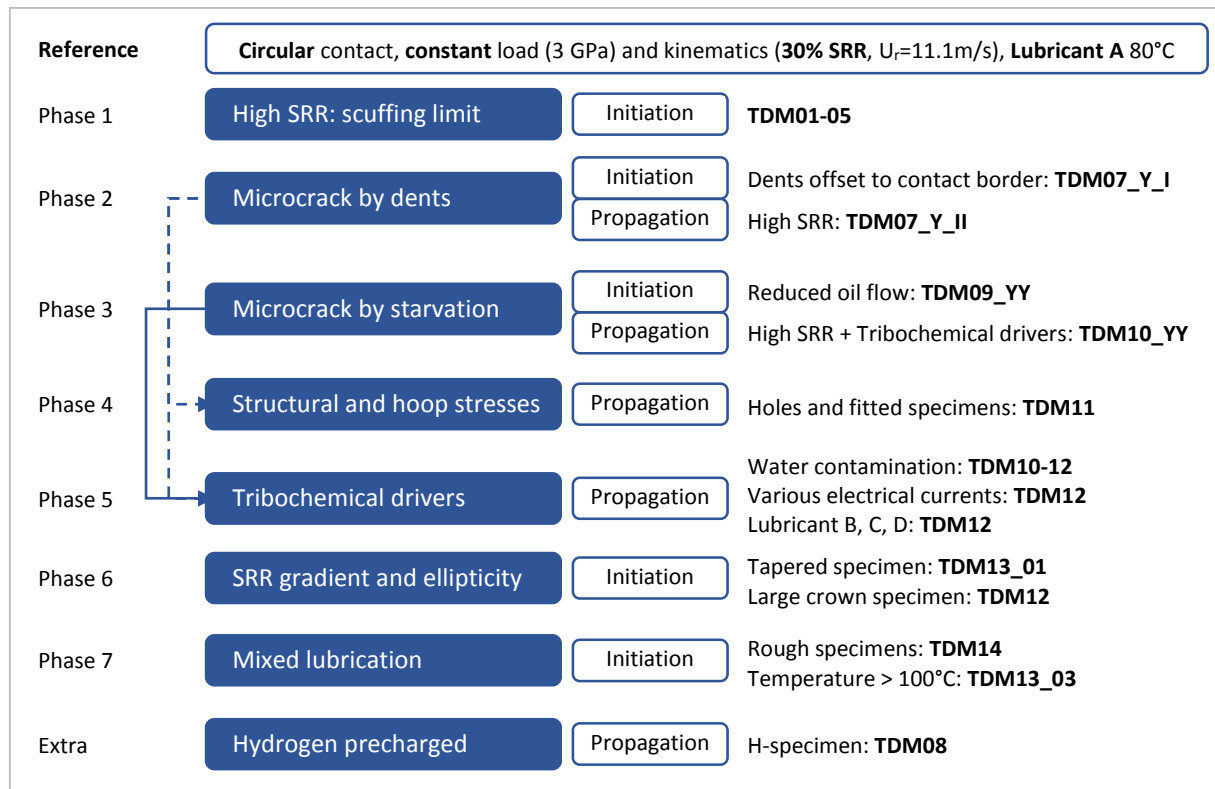 Reference
Circular contact, constant load (3 GPa) and kinematics (30% SRR, Ur=11.1m/s), Lubricant A 80°C
Phase 1
High SRR: scuffing limit
Initiation
TDM01-05
Phase 2
Microcrack by dents
Initiation
Dents offset to contact border: TDM07_Y_I
Propagation
High SRR: TDM07_Y_II
Phase 3
Microcrack by starvation
Initiation
Reduced oil flow: TDM09_YY
Propagation
High SRR + Tribochemical drivers: TDM10_YY
Phase 4
Structural and hoop stresses
Propagation
Holes and fitted specimens: TDM11
Phase 5
Tribochemical drivers
Propagation
Water contamination: TDM10-12
Various electrical currents: TDM12
Lubricant B, C, D: TDM12
Phase 6
SRR gradient and ellipticity
Initiation
Tapered specimen: TDM13_01
Large crown specimen: TDM12
Phase 7
Mixed lubrication
Initiation
Rough specimens: TDM14
Temperature > 100°C: TDM13_03
Extra
Hydrogen precharged
Propagation
H-specimen: TDM08